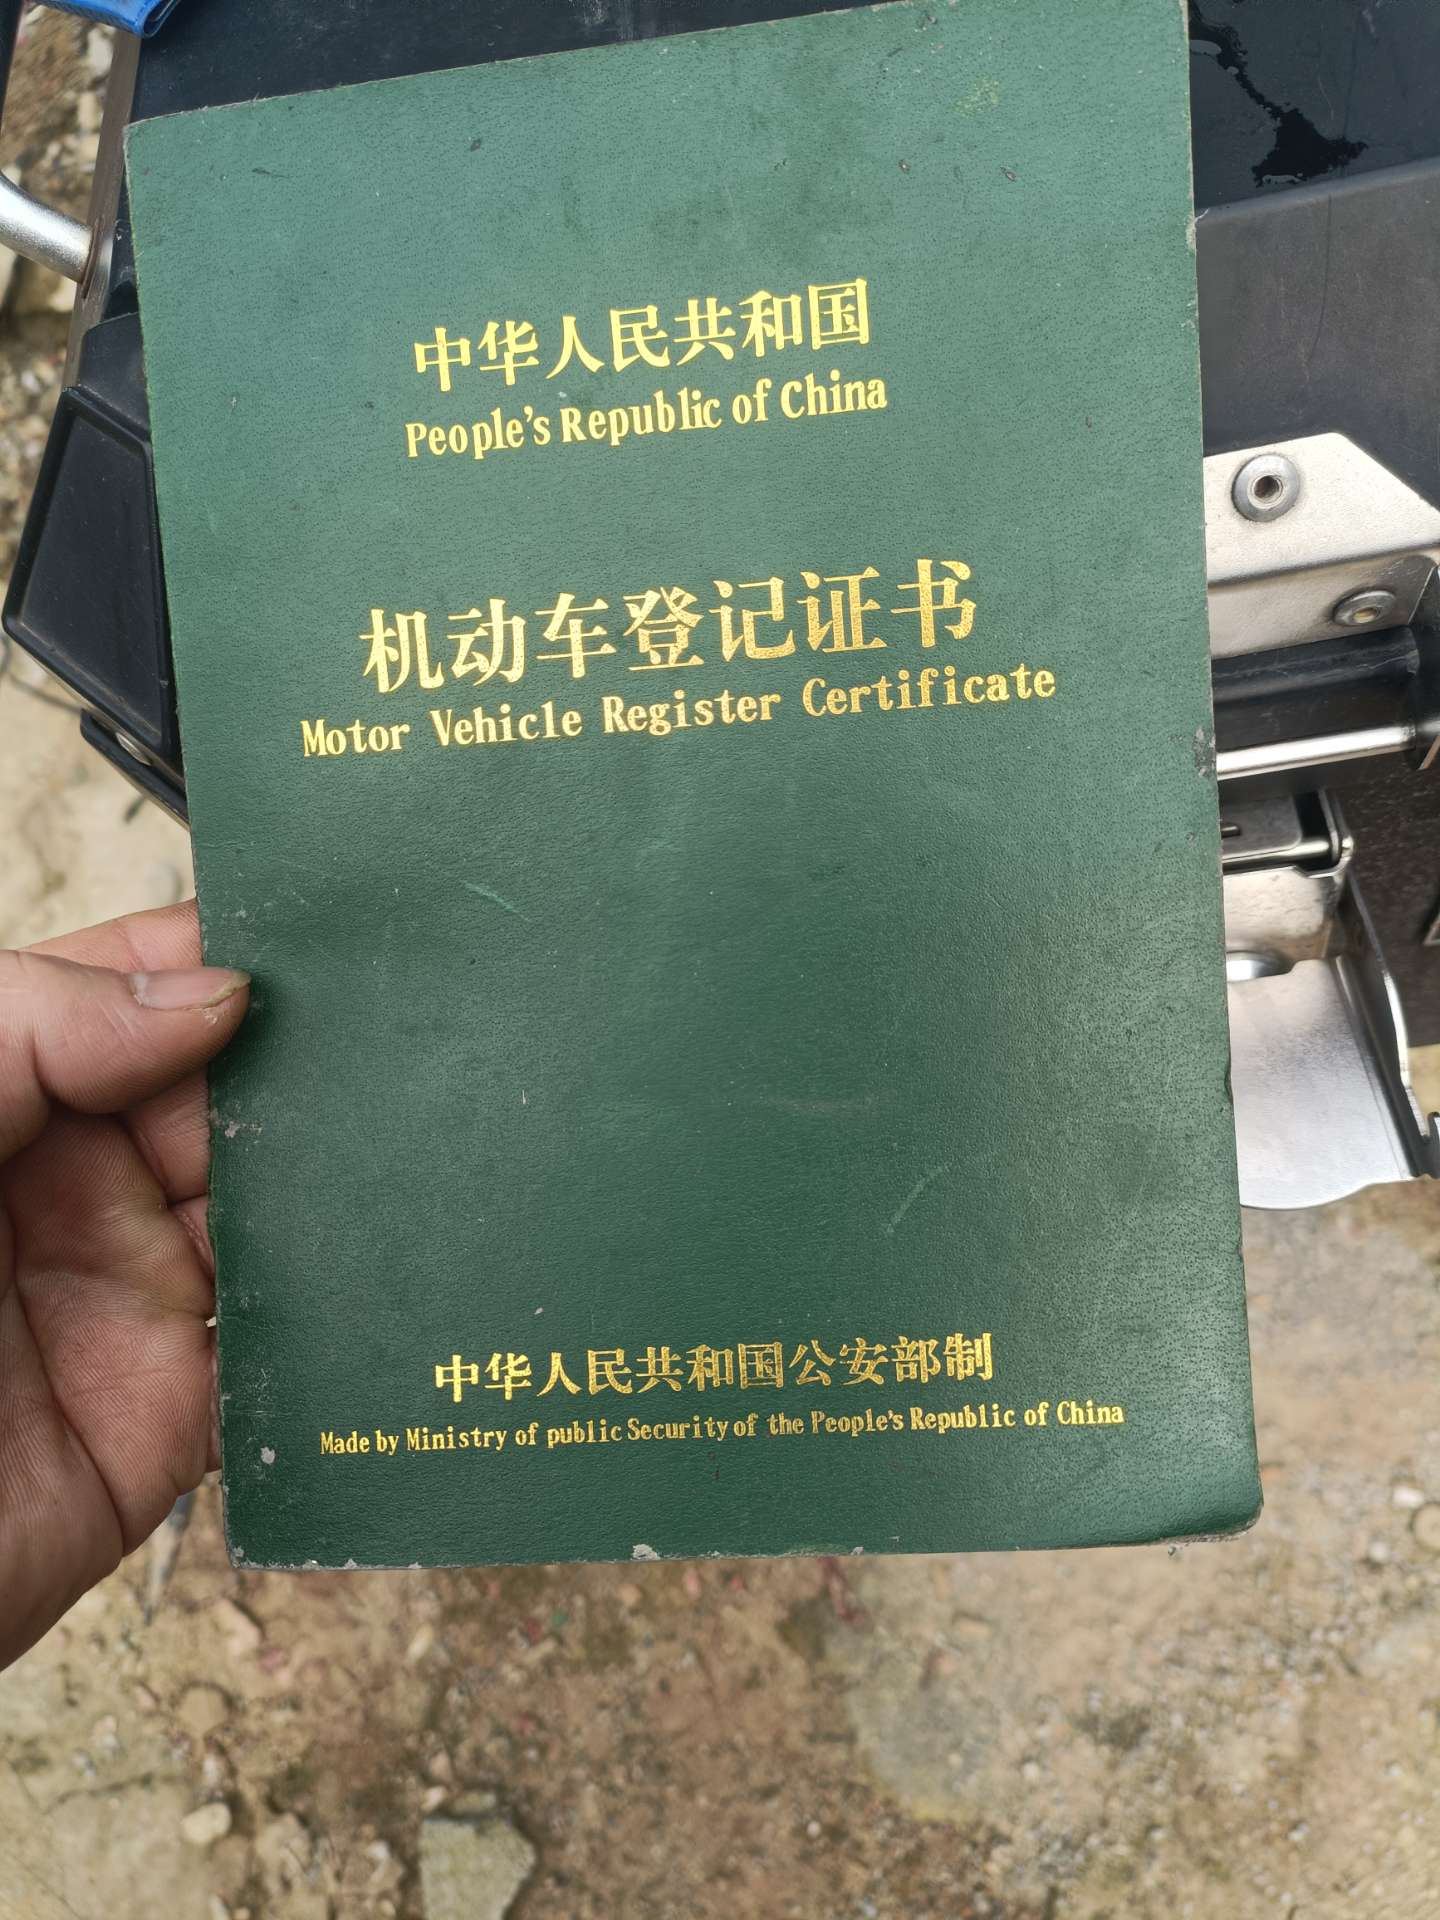 中华人民共和国
People's Republic of China
机动车登记证书
Motor Vehicle Register Certificate
中华人民共和国公安部制
Made by Ministry of public Security of the People's Republic of China